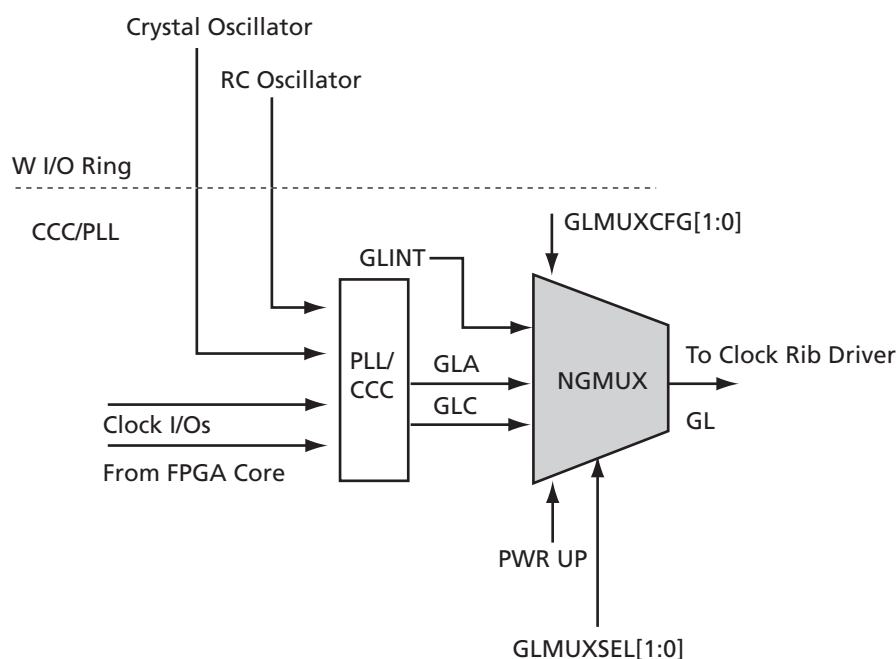 Crystal Oscillator
RC Oscillator
W I/O Ring
CCC/PLL
GLMUXCFG[1:0]
GLINT
PLL/
CCC
GLA
GLC
NGMUX
To Clock Rib Driver
GL
Clock I/Os
From FPGA Core
PWR UP
GLMUXSEL[1:0]